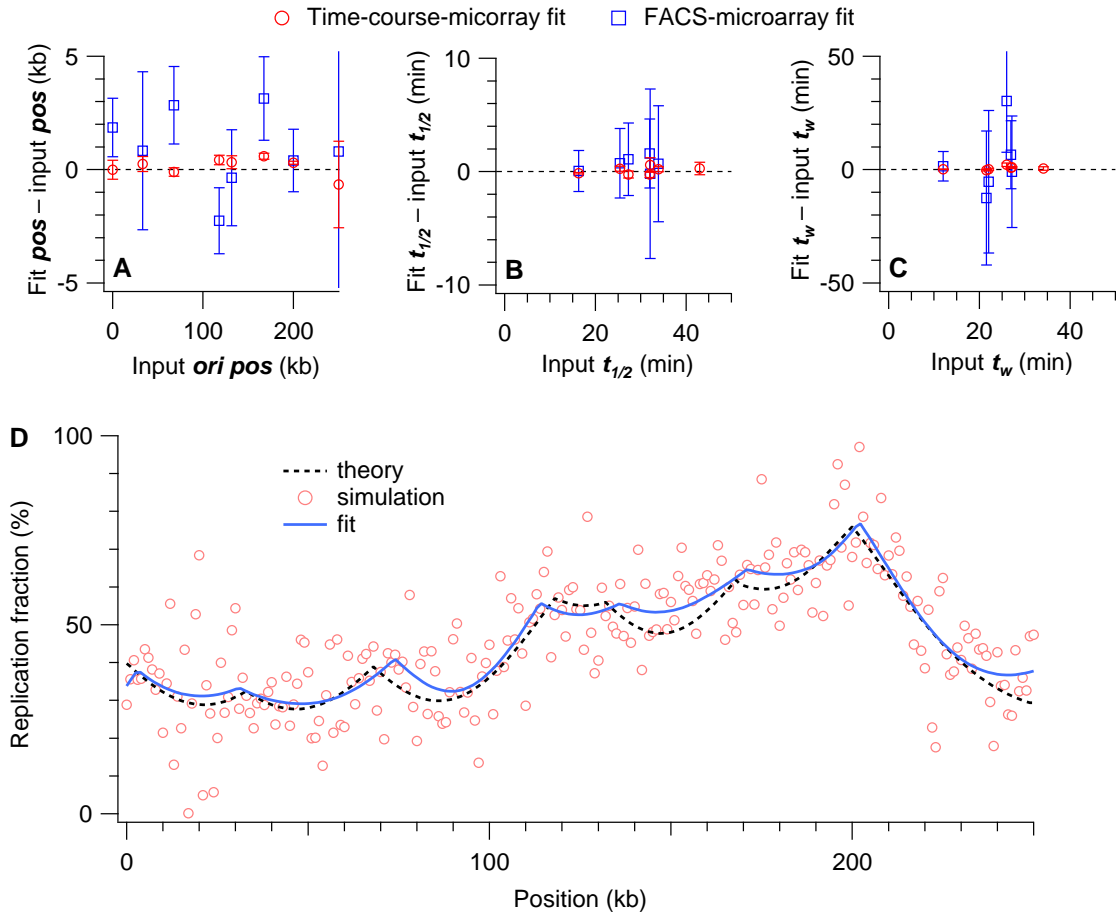 Time-course-micorray fit FACS-microarray fit
5
0
-5
Fit pos – input pos (kb)
A
0 100 200
Input ori pos (kb)
10
0
-10
Fit t1/2 – input t1/2 (min)
B
0 20 40
Input t1/2 (min)
50
0
-50
Fit tw – input tw (min)
C
0 20 40
Input tw (min)
D
100
50
0
Replication fraction (%)
theory
simulation
fit
0 100 200
Position (kb)